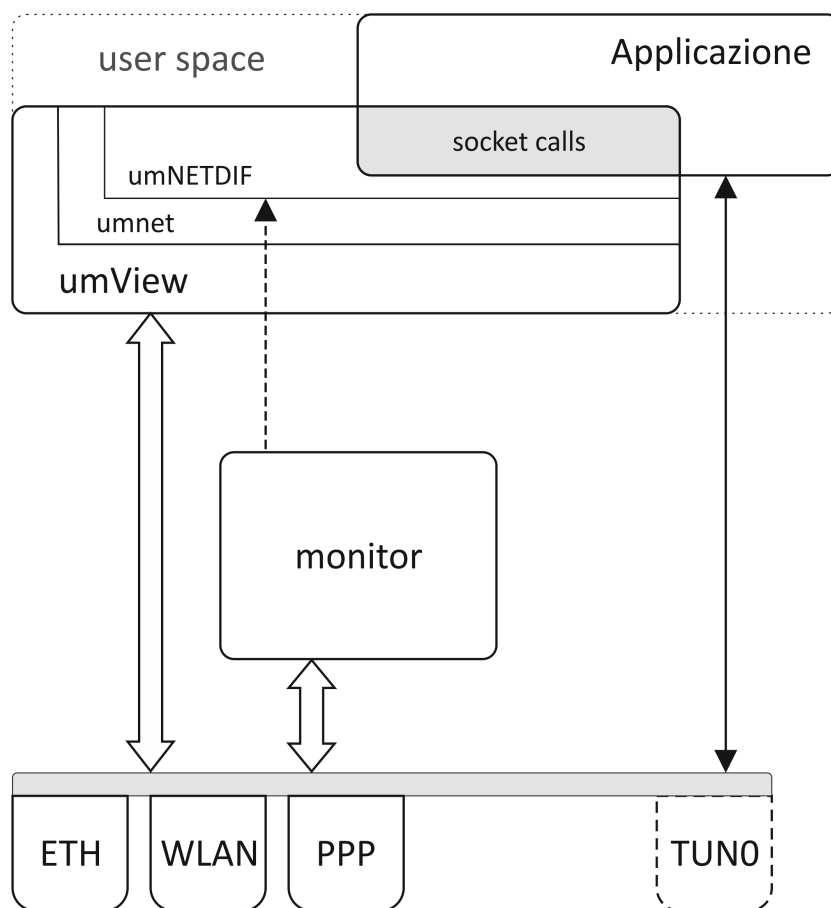 user space
Applicazione
socket calls
umNETDIF
umnet
umView
monitor
ETH
WLAN
PPP
TUN0